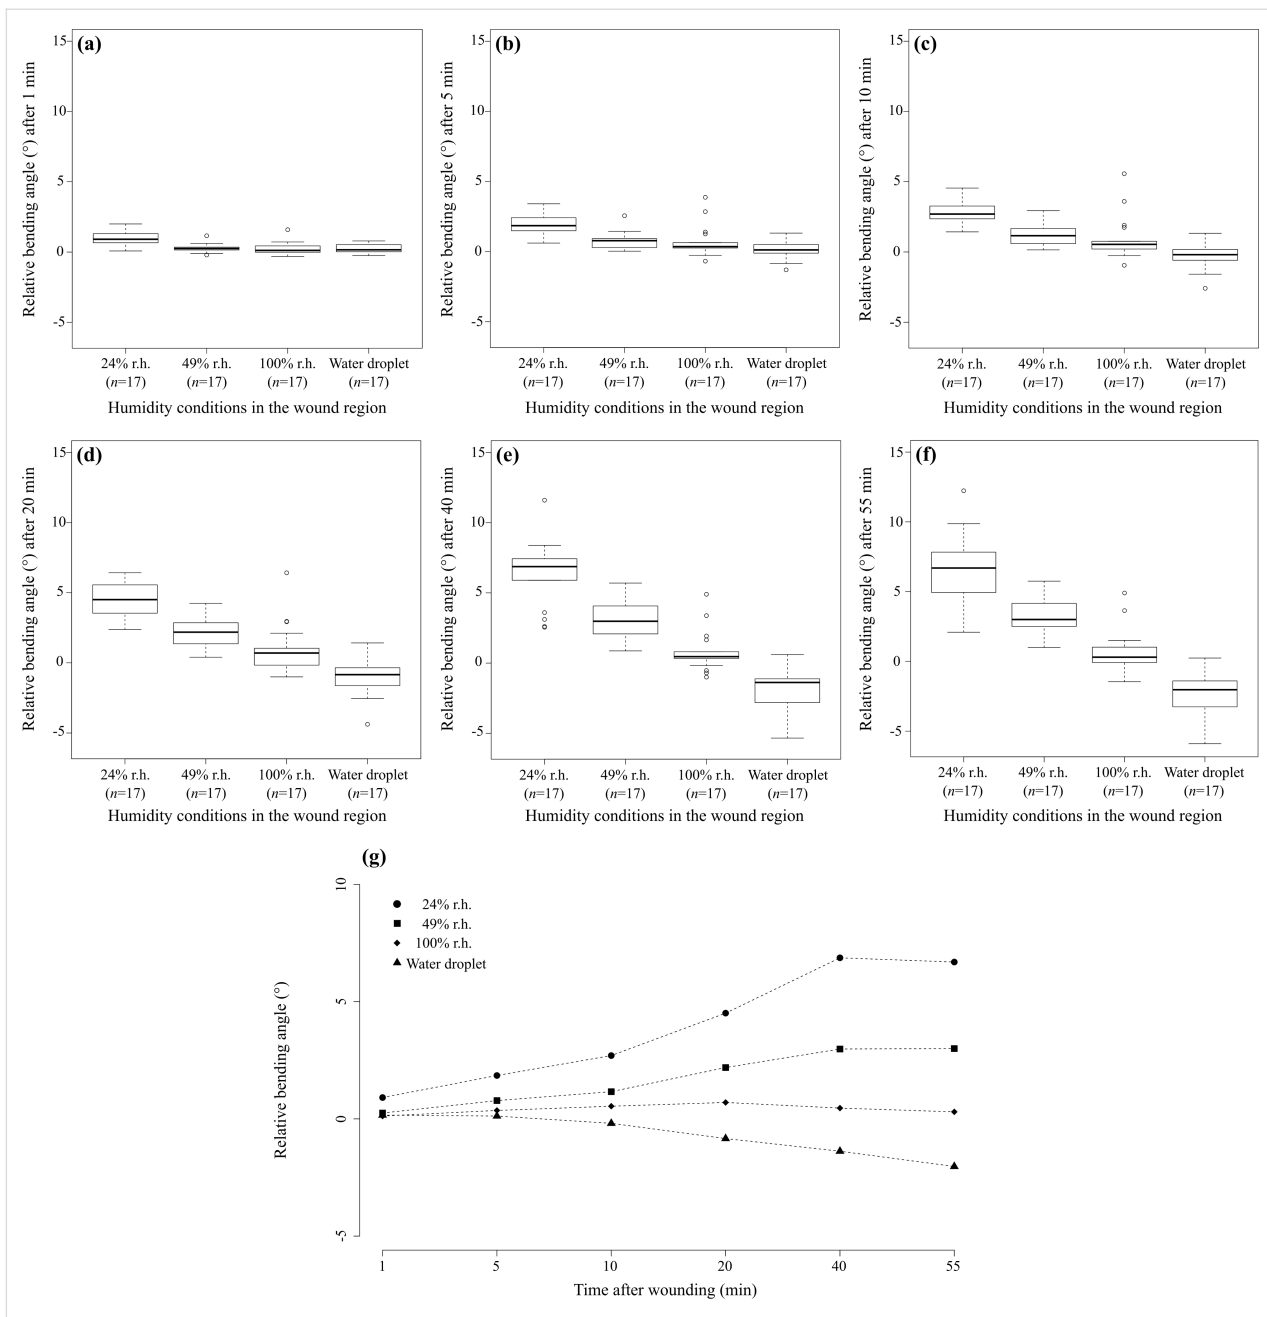 (a)
Relative bending angle (°) after 1 min
15
10
5
0
-5
24% r.h. 49% r.h. 100% r.h. Water droplet
(n=17) (n=17) (n=17) (n=17)
Humidity conditions in the wound region
(b)
Relative bending angle (°) after 5 min
15
10
5
0
-5
24% r.h. 49% r.h. 100% r.h. Water droplet
(n=17) (n=17) (n=17) (n=17)
Humidity conditions in the wound region
(c)
Relative bending angle (°) after 10 min
15
10
5
0
-5
24% r.h. 49% r.h. 100% r.h. Water droplet
(n=17) (n=17) (n=17) (n=17)
Humidity conditions in the wound region
(d)
Relative bending angle (°) after 20 min
15
10
5
0
-5
24% r.h. 49% r.h. 100% r.h. Water droplet
(n=17) (n=17) (n=17) (n=17)
Humidity conditions in the wound region
(e)
Relative bending angle (°) after 40 min
15
10
5
0
-5
24% r.h. 49% r.h. 100% r.h. Water droplet
(n=17) (n=17) (n=17) (n=17)
Humidity conditions in the wound region
(f)
Relative bending angle (°) after 55 min
15
10
5
0
-5
24% r.h. 49% r.h. 100% r.h. Water droplet
(n=17) (n=17) (n=17) (n=17)
Humidity conditions in the wound region
(g)
Relative bending angle (°)
10
5
0
-5
24% r.h.
49% r.h.
100% r.h.
Water droplet
1 5 10 20 40 55
Time after wounding (min)